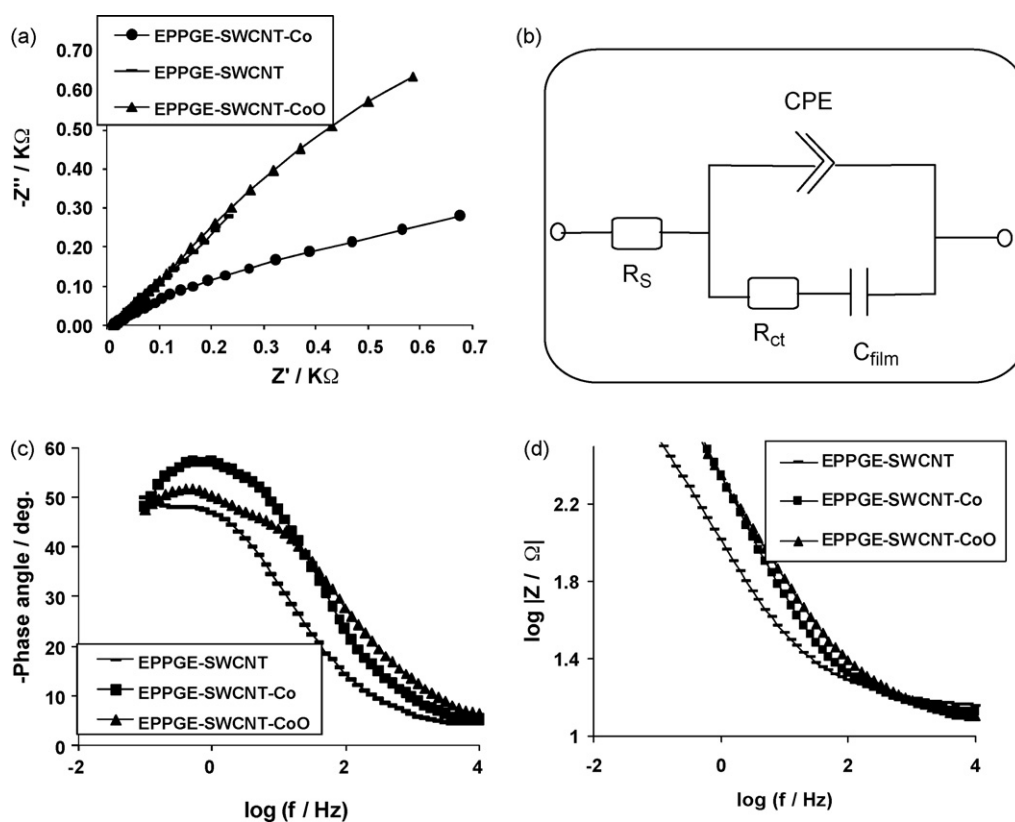 (a)
EPPGE-SWCNT-Co
EPPGE-SWCNT
EPPGE-SWCNT-CoO
0.70
0.60
0.50
0.40
0.30
0.20
0.10
0.00
-Z" / KΩ
0 0.1 0.2 0.3 0.4 0.5 0.6 0.7
Z' / KΩ
(b)
CPE
RS
Rct
Cfilm
(c)
60
50
40
30
20
10
0
-Phase angle / deg.
EPPGE-SWCNT
EPPGE-SWCNT-Co
EPPGE-SWCNT-CoO
-2 0 2 4
log (f / Hz)
(d)
EPPGE-SWCNT
EPPGE-SWCNT-Co
EPPGE-SWCNT-CoO
2.2
1.8
1.4
1
log |Z / Ω|
-2 0 2 4
log (f / Hz)